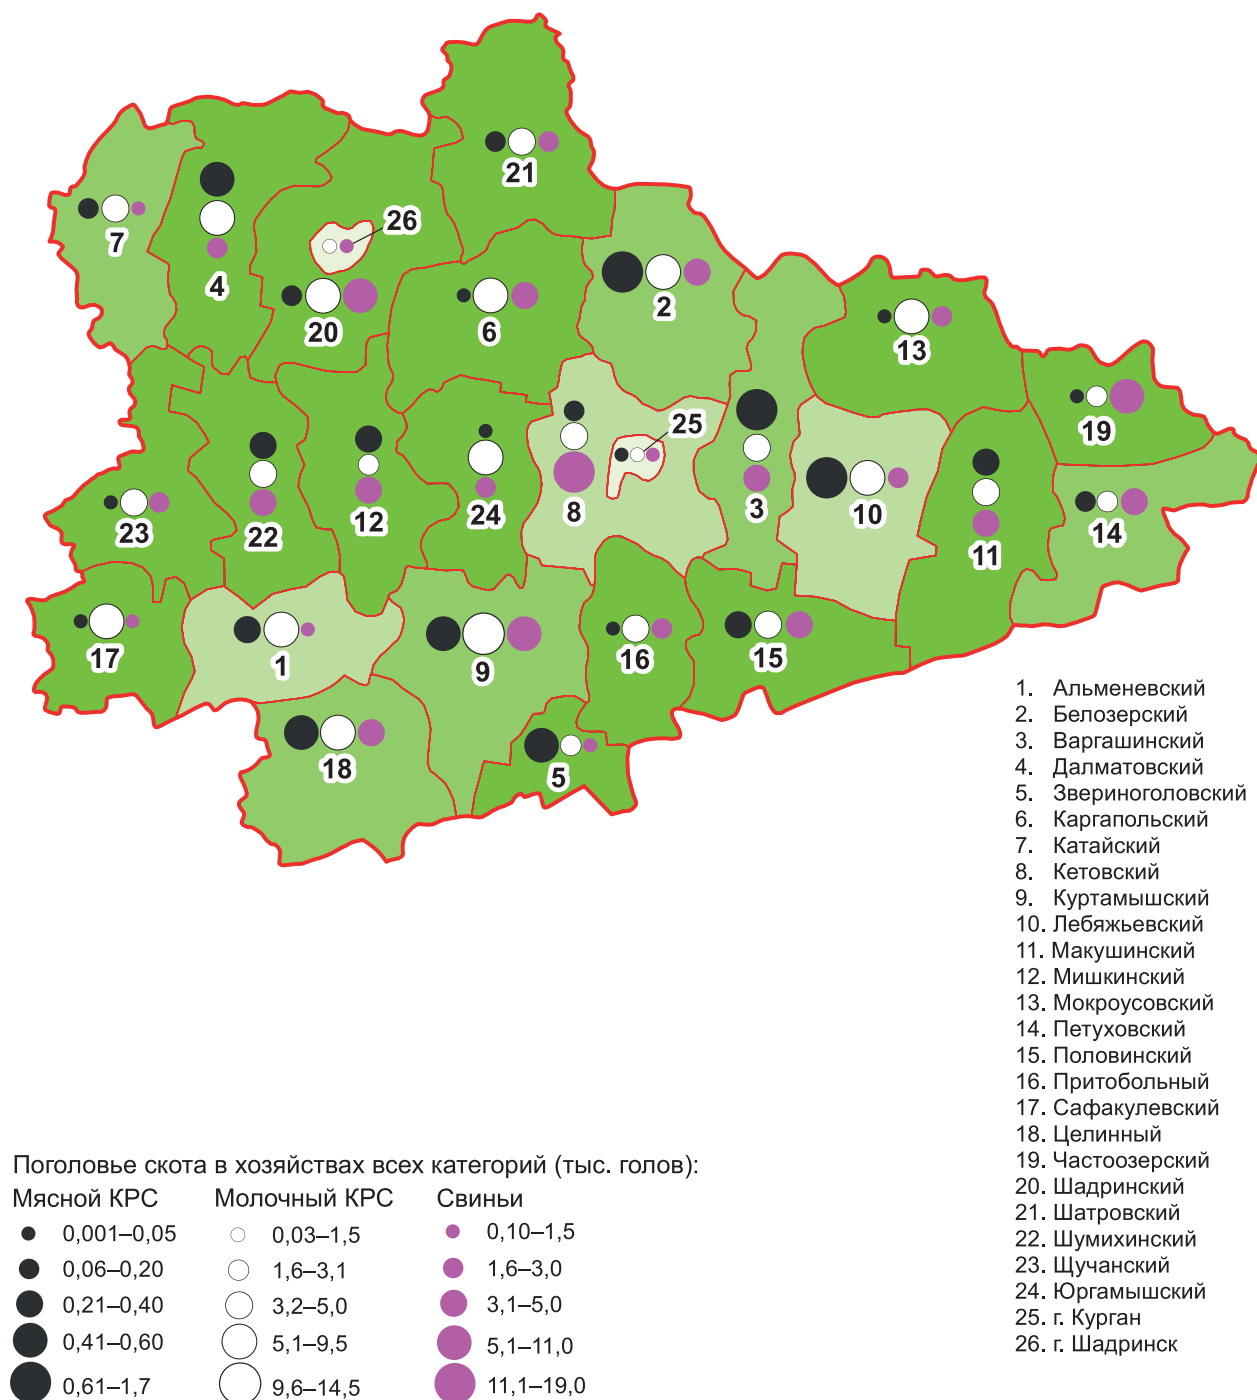 21
26
7
4
2
20
6
13
25
19
8
3
10
24
12
22
23
11
14
17
1
9
16
15
18
5
1. Альменевский
2. Белозерский
3. Варгашинский
4. Далматовский
5. Звериноголовский
6. Каргапольский
7. Катайский
8. Кетовский
9. Куртамышский
10. Лебяжьевский
11. Макушинский
12. Мишкинский
13. Мокроусовский
14. Петуховский
15. Половинский
16. Притобольный
17. Сафакулевский
18. Целинный
19. Частоозерский
20. Шадринский
21. Шатровский
22. Шумихинский
23. Щучанский
24. Юргамышский
25. г. Курган
26. г. Шадринск
Поголовье скота в хозяйствах всех категорий (тыс. голов):
Мясной КРС Молочный КРС Свиньи
0,001–0,05 0,03–1,5 0,10–1,5
0,06–0,20 1,6–3,1 1,6–3,0
0,21–0,40 3,2–5,0 3,1–5,0
0,41–0,60 5,1–9,5 5,1–11,0
0,61–1,7 9,6–14,5 11,1–19,0